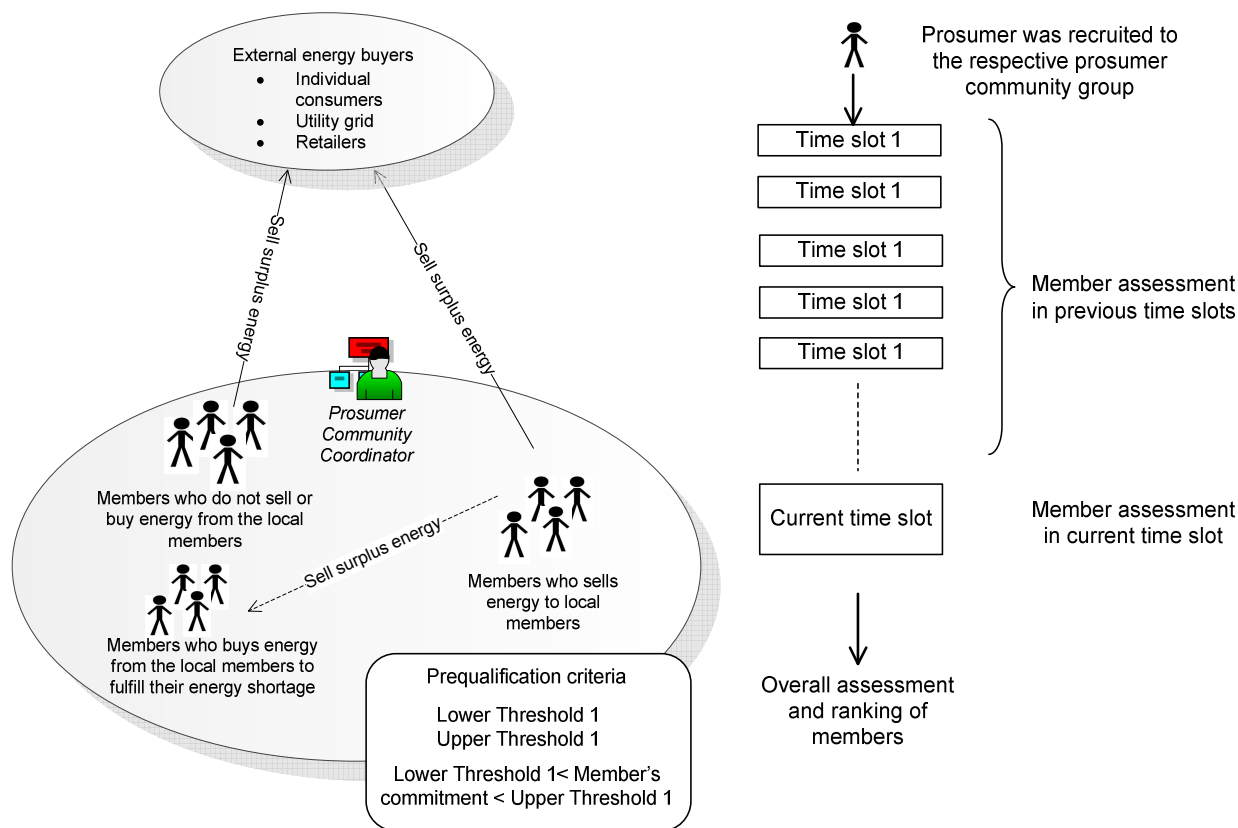 External energy buyers
• Individual
consumers
• Utility grid
• Retailers
Sell surplus energy
Sell surplus energy
Prosumer
Community
Coordinator
Members who do not sell or
buy energy from the local
members
Sell surplus energy
Members who sells
energy to local
members
Members who buys energy
from the local members to
fulfill their energy shortage
Prequalification criteria
Lower Threshold 1
Upper Threshold 1
Lower Threshold 1< Member's
commitment < Upper Threshold 1
Prosumer was recruited to
the respective prosumer
community group
Time slot 1
Time slot 1
Time slot 1
Time slot 1
Time slot 1
Member assessment
in previous time slots
Current time slot
Member assessment
in current time slot
Overall assessment
and ranking of
members